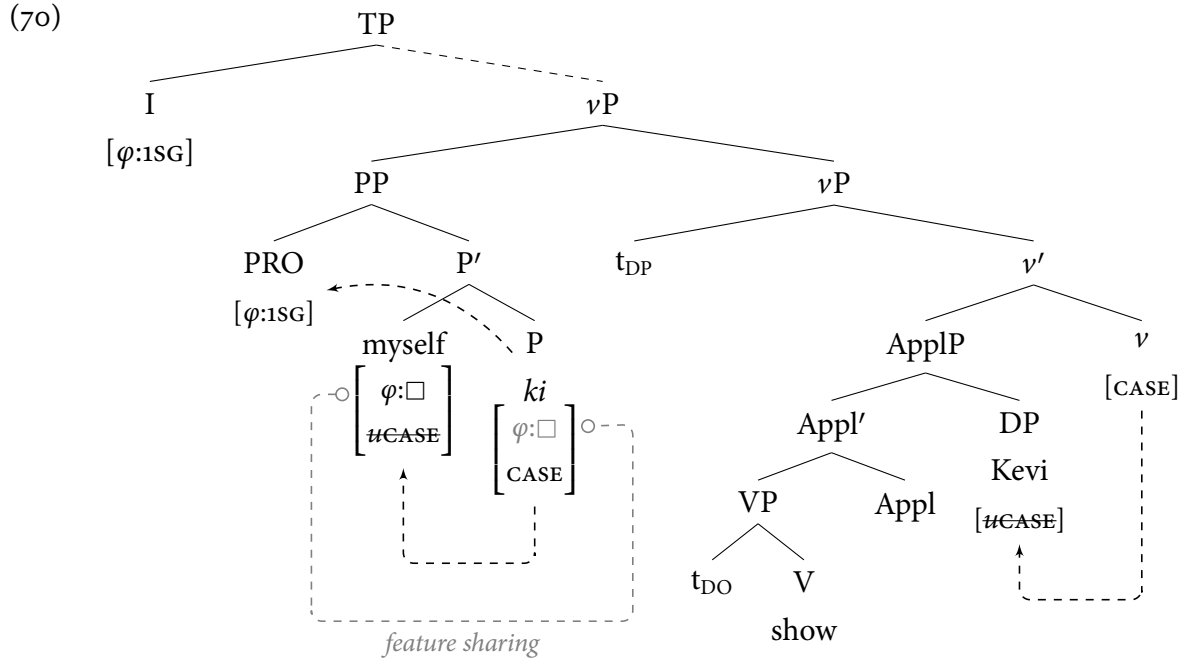 (70)
TP
I
vP
[φ:1SG]
PP
vP
PRO
P′
t_DP
v′
[φ:1SG]
myself
P
ApplP
v
φ:□
ki
[CASE]
uCASE
φ:□
Appl′
DP
CASE
Kevi
VP
Appl
[uCASE]
t_DO
V
show
feature sharing